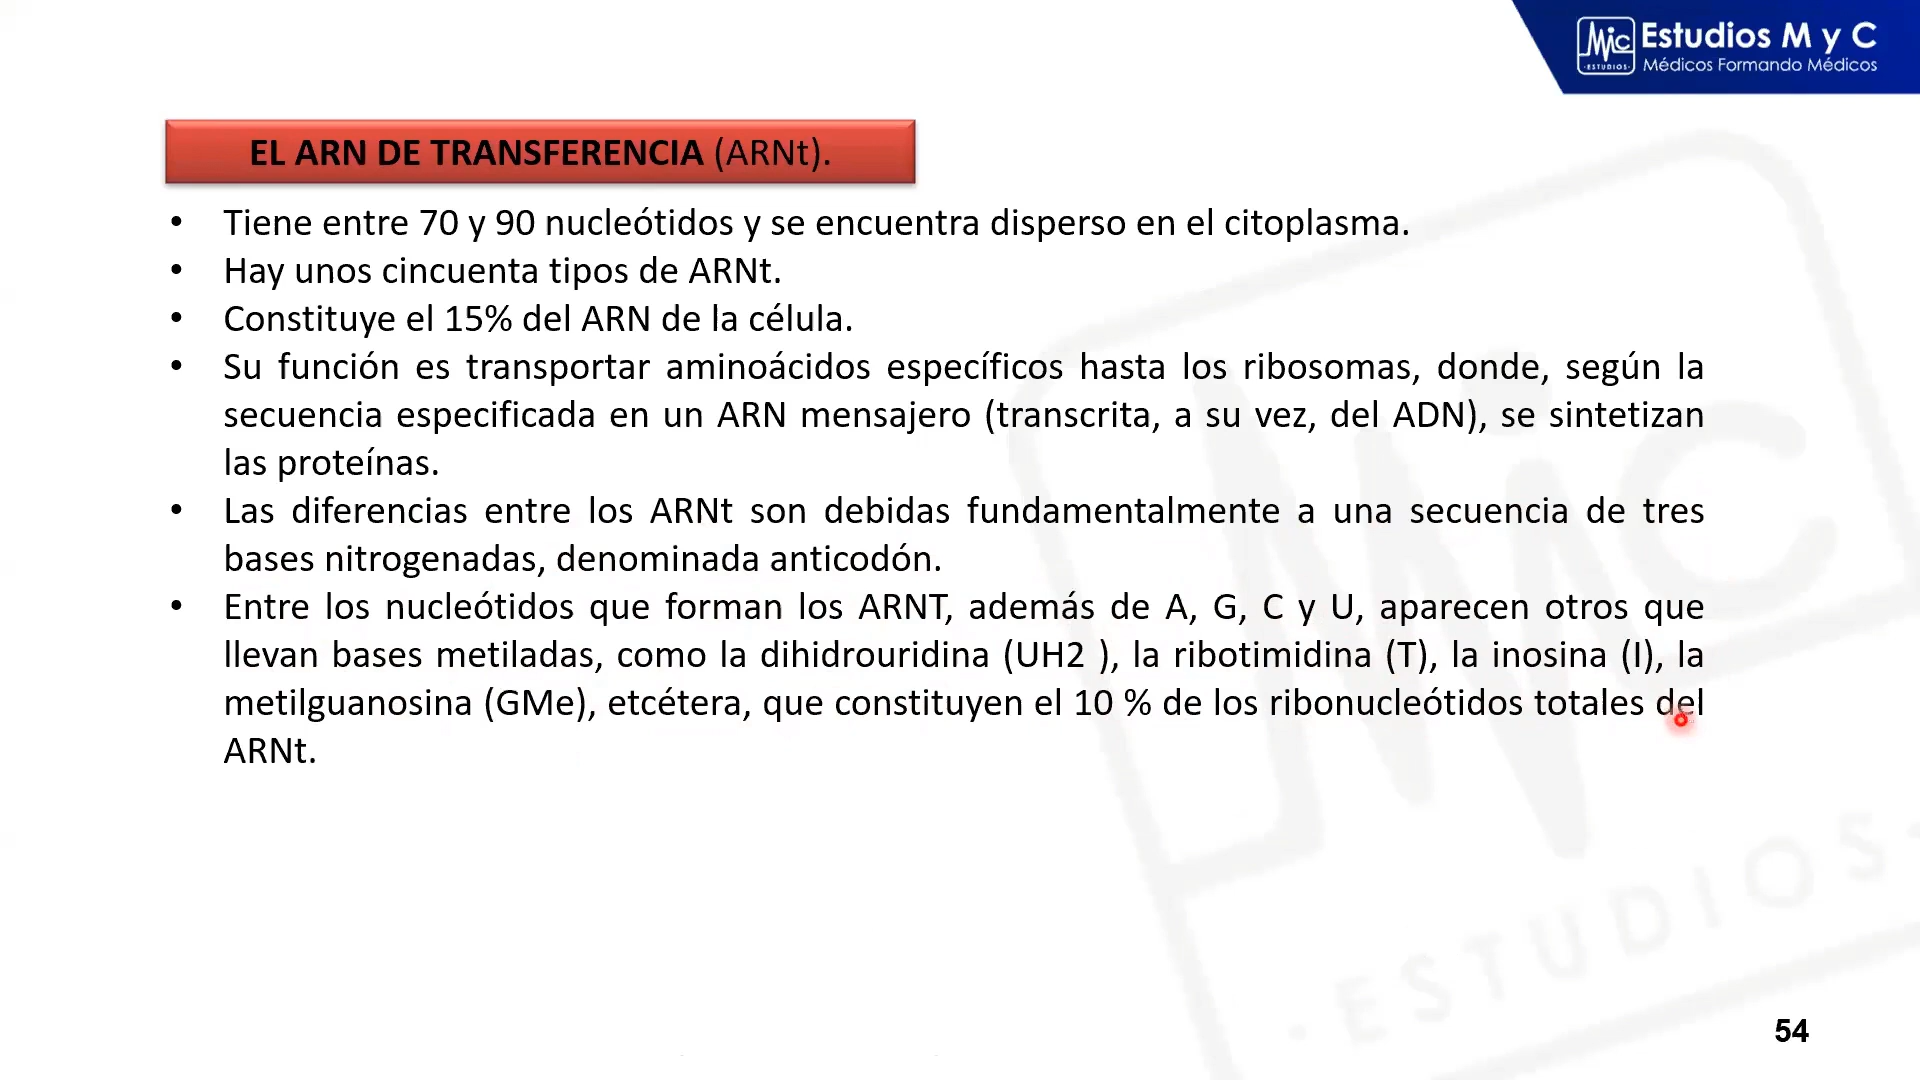 Mic
ESTUDIOS
Estudios M y C
Médicos Formando Médicos
EL ARN DE TRANSFERENCIA (ARNt).
• Tiene entre 70 y 90 nucleótidos y se encuentra disperso en el citoplasma.
• Hay unos cincuenta tipos de ARNt.
• Constituye el 15% del ARN de la célula.
• Su función es transportar aminoácidos específicos hasta los ribosomas, donde, según la
secuencia especificada en un ARN mensajero (transcrita, a su vez, del ADN), se sintetizan
las proteínas.
• Las diferencias entre los ARNt son debidas fundamentalmente a una secuencia de tres
bases nitrogenadas, denominada anticodón.
• Entre los nucleótidos que forman los ARNT, además de A, G, C y U, aparecen otros que
llevan bases metiladas, como la dihidrouridina (UH2 ), la ribotimidina (T), la inosina (I), la
metilguanosina (GMe), etcétera, que constituyen el 10 % de los ribonucleótidos totales del
ARNt.
Mic
· ESTUDIOS ·
54